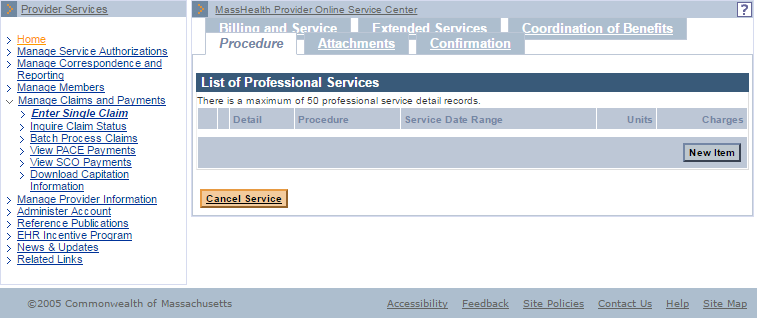 Provider Services
Home
Manage Service Authorizations
Manage Correspondence and
Reporting
Manage Members
Manage Claims and Payments
Enter Single Claim
Inquire Claim Status
Batch Process Claims
View PACE Payments
View SCO Payments
Download Capitation
Information
Manage Provider Information
Administer Account
Reference Publications
EHR Incentive Program
News & Updates
Related Links
MassHealth Provider Online Service Center
?
Billing and Service Extended Services Coordination of Benefits
Procedure Attachments Confirmation
List of Professional Services
There is a maximum of 50 professional service detail records.
Detail Procedure Service Date Range Units Charges
New Item
Cancel Service
©2005 Commonwealth of Massachusetts
Accessibility Feedback Site Policies Contact Us Help Site Map